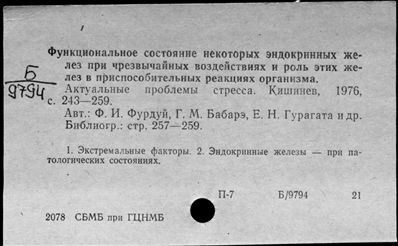 Функциональное состояние некоторых эндокринных же-
лез при чрезвычайных воздействиях и роль этих же-
лез в приспособительных реакциях организма.
Б
9794
Актуальные проблемы стресса. Кишинев, 1976,
с. 243—259.
Авт.: Ф. И. Фурдуй, Г. М. Бабарэ, Е. Н. Гурагата и др.
Библиогр.: стр. 257—259.
1. Экстремальные факторы. 2. Эндокринные железы — при па-
тологических состояниях.
П-7 Б/9794 21
2078 СБМБ при ГЦНМБ